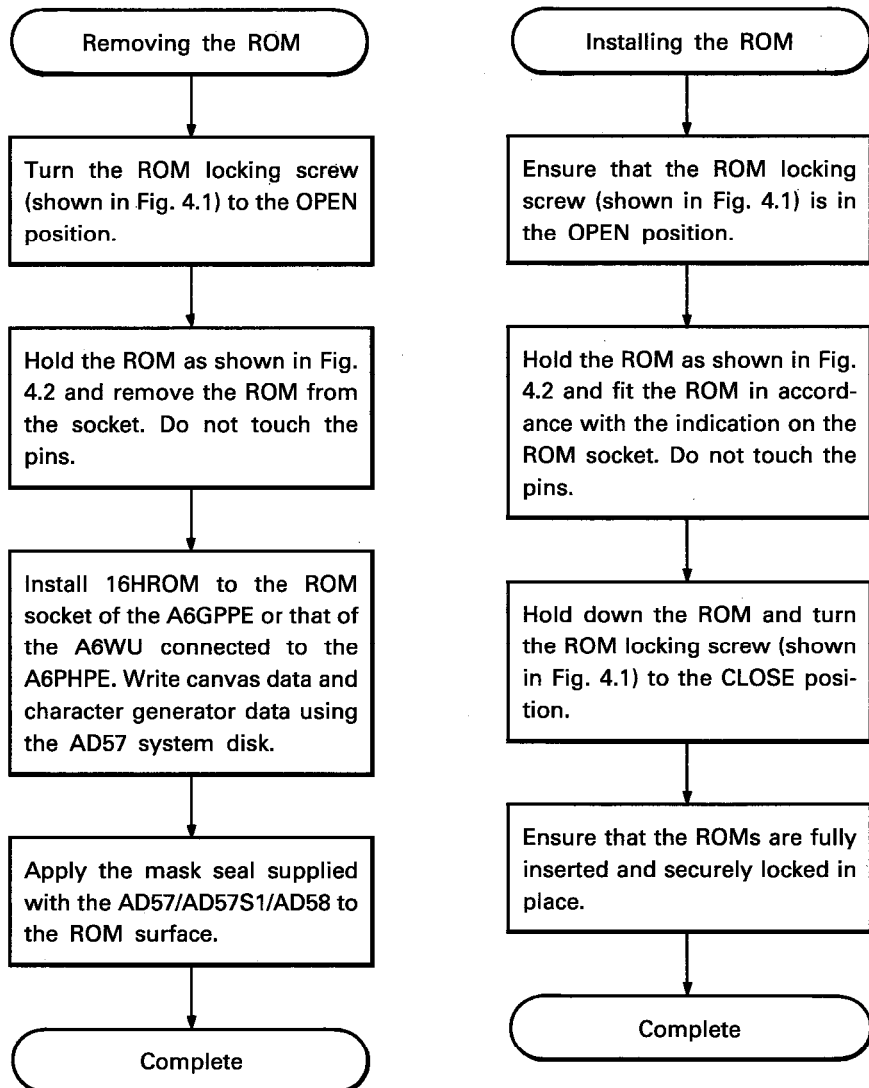 Removing the ROM
Turn the ROM locking screw
(shown in Fig. 4.1) to the OPEN
position.
Hold the ROM as shown in Fig.
4.2 and remove the ROM from
the socket. Do not touch the
pins.
Install 16HROM to the ROM
socket of the A6GPPE or that of
the A6WU connected to the
A6PHPE. Write canvas data and
character generator data using
the AD57 system disk.
Apply the mask seal supplied
with the AD57/AD57S1/AD58 to
the ROM surface.
Complete
Installing the ROM
Ensure that the ROM locking
screw (shown in Fig. 4.1) is in
the OPEN position.
Hold the ROM as shown in Fig.
4.2 and fit the ROM in accord-
ance with the indication on the
ROM socket. Do not touch the
pins.
Hold down the ROM and turn
the ROM locking screw (shown
in Fig. 4.1) to the CLOSE posi-
tion.
Ensure that the ROMs are fully
inserted and securely locked in
place.
Complete